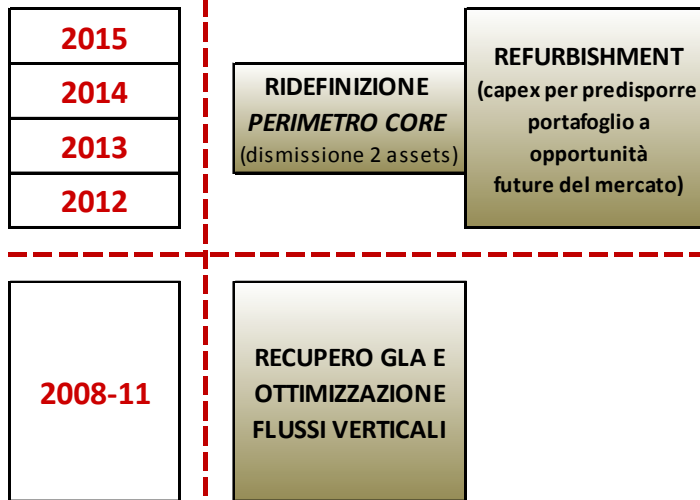 2015
2014
2013
2012
RIDEFINIZIONE
PERIMETRO CORE
(dismissione 2 assets)
REFURBISHMENT
(capex per predisporre
portafoglio a
opportunità
future del mercato)
2008-11
RECUPERO GLA E
OTTIMIZZAZIONE
FLUSSI VERTICALI